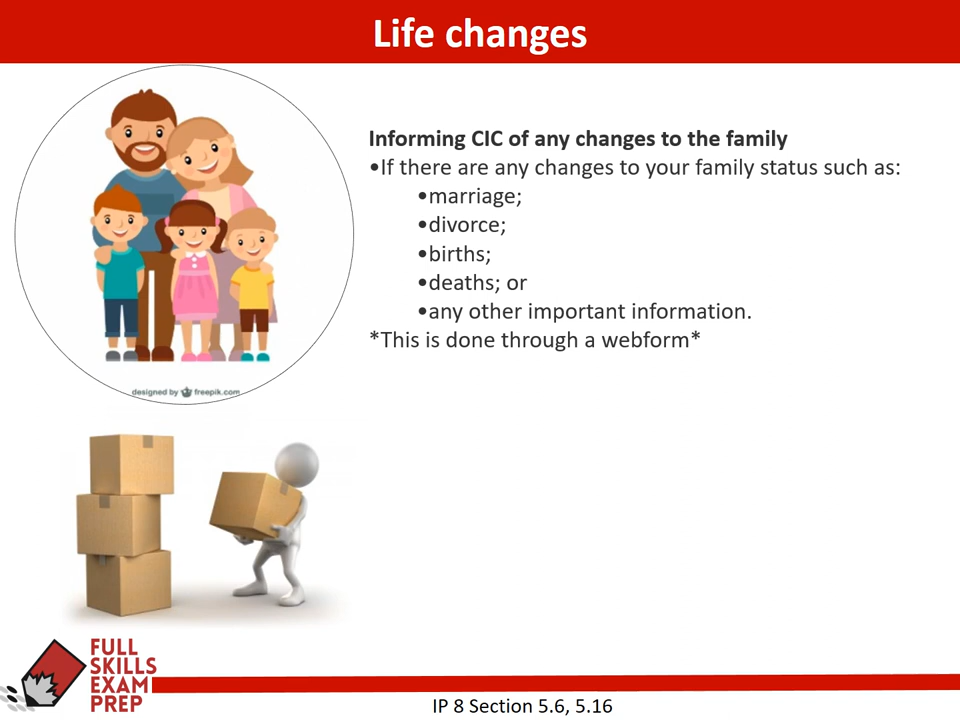 Life changes
Informing CIC of any changes to the family
•If there are any changes to your family status such as:
•marriage;
•divorce;
•births;
•deaths; or
•any other important information.
*This is done through a webform*
designed by freepik.com
FULL
SKILLS
EXAM
PREP
IP 8 Section 5.6, 5.16